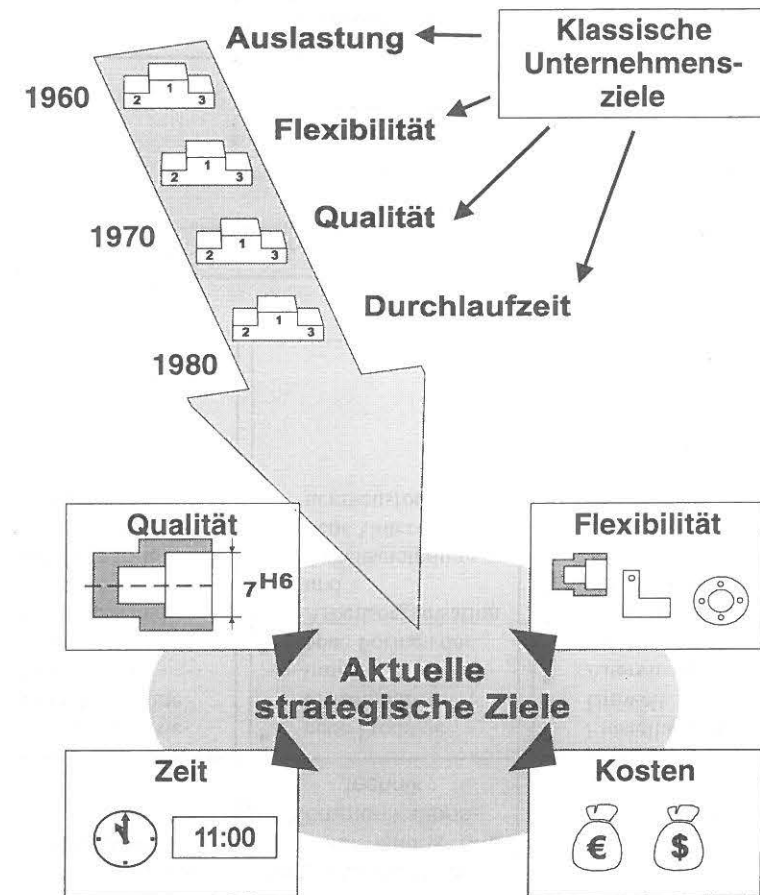 Auslastung
Klassische
Unternehmens-
ziele
1960
2 1 3
Flexibilität
2 1 3
Qualität
1970
2 1 3
Durchlaufzeit
2 1 3
1980
Qualität
7H6
Flexibilität
Aktuelle
strategische Ziele
Zeit
11:00
Kosten
€ $